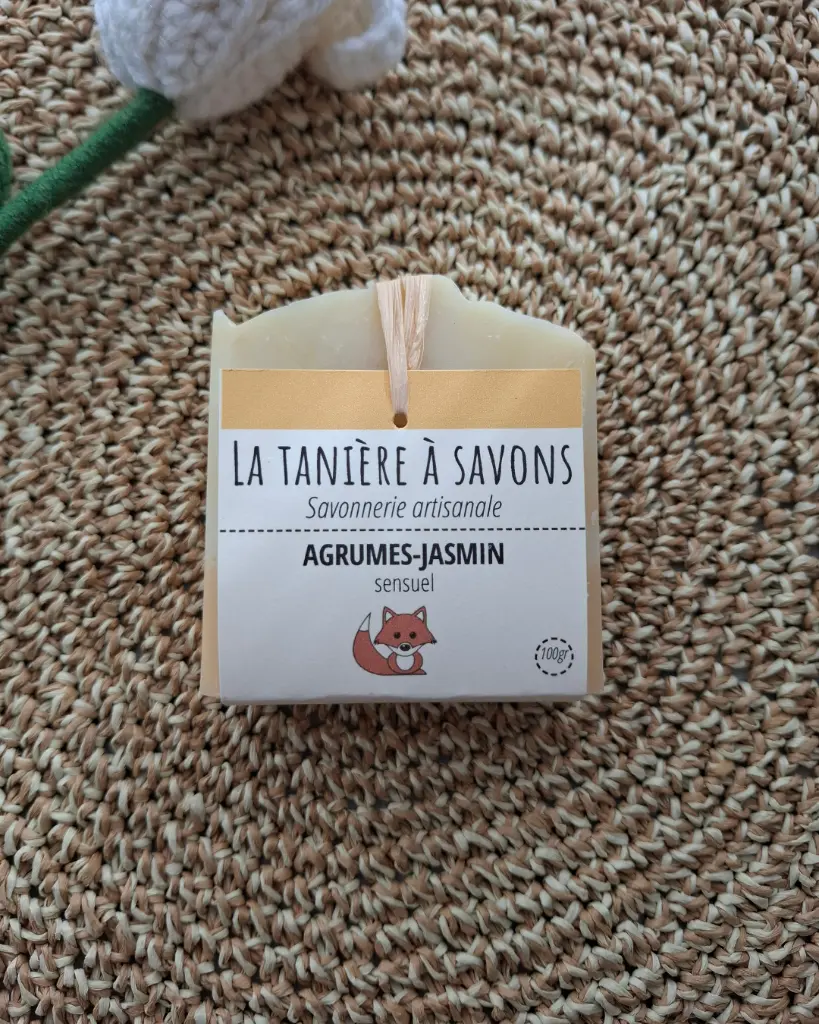 LA TANIÈRE À SAVONS
Savonnerie artisanale
AGRUMES-JASMIN
sensuel
100gr